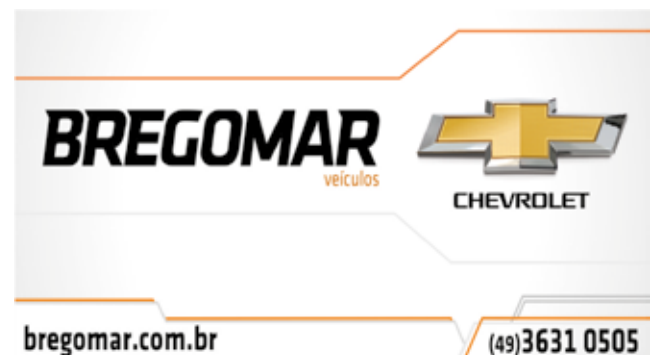 BREGOMAR
veículos
CHEVROLET
bregomar.com.br
(49)3631 0505